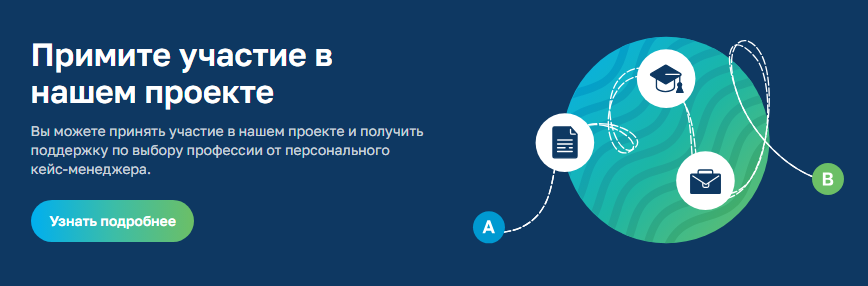 Примите участие в
нашем проекте
Вы можете принять участие в нашем проекте и получить
поддержку по выбору профессии от персонального
кейс-менеджера.
Узнать подробнее
A
B